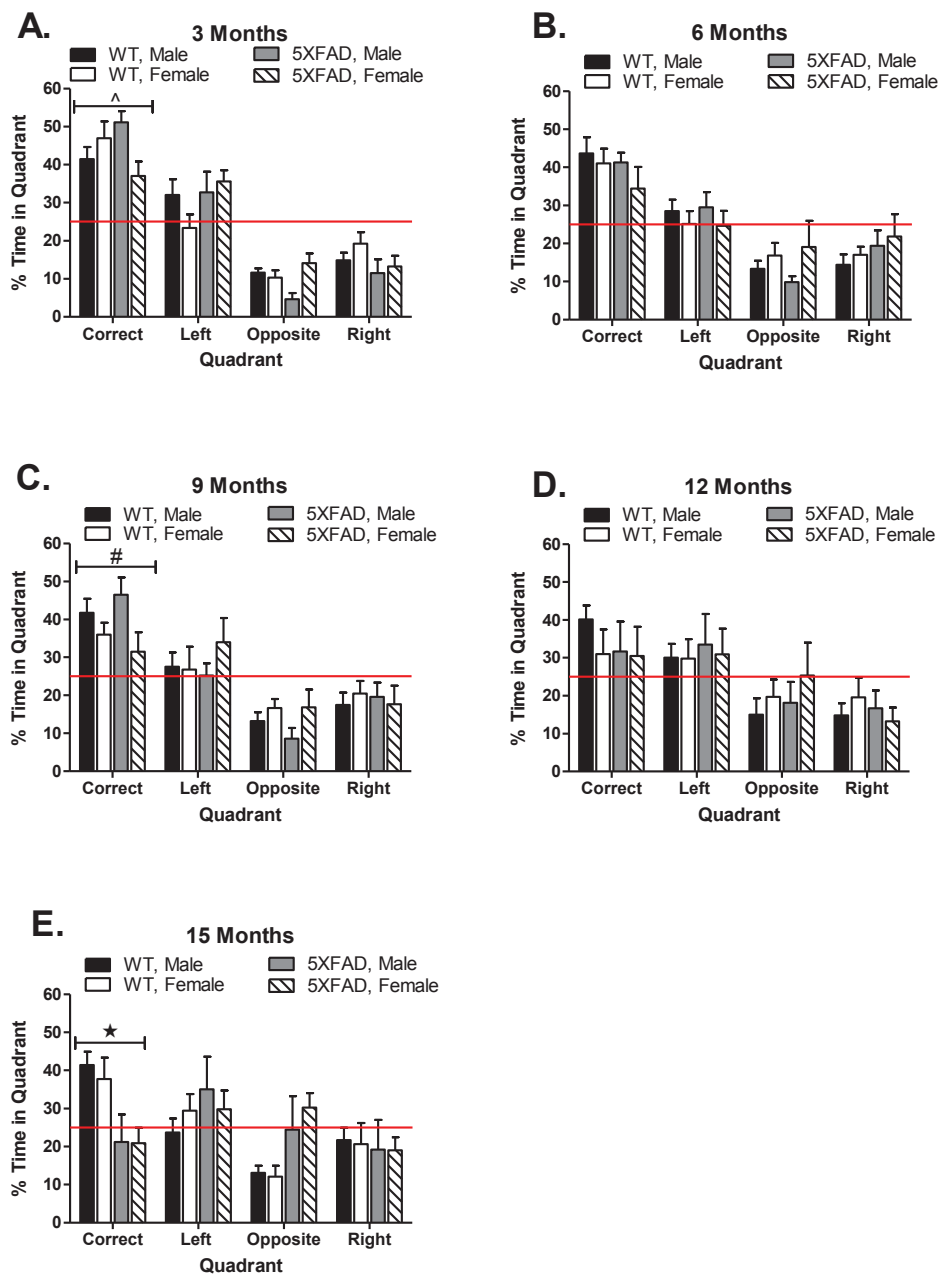 A.
3 Months
WT, Male
5XFAD, Male
WT, Female
5XFAD, Female
% Time in Quadrant
60
50
40
30
20
10
0
^
Correct Left Opposite Right
Quadrant
B.
6 Months
WT, Male
5XFAD, Male
WT, Female
5XFAD, Female
% Time in Quadrant
60
50
40
30
20
10
0
Correct Left Opposite Right
Quadrant
C.
9 Months
WT, Male
5XFAD, Male
WT, Female
5XFAD, Female
% Time in Quadrant
60
50
40
30
20
10
0
#
Correct Left Opposite Right
Quadrant
D.
12 Months
WT, Male
5XFAD, Male
WT, Female
5XFAD, Female
% Time in Quadrant
60
50
40
30
20
10
0
Correct Left Opposite Right
Quadrant
E.
15 Months
WT, Male
5XFAD, Male
WT, Female
5XFAD, Female
% Time in Quadrant
60
50
40
30
20
10
0
★
Correct Left Opposite Right
Quadrant